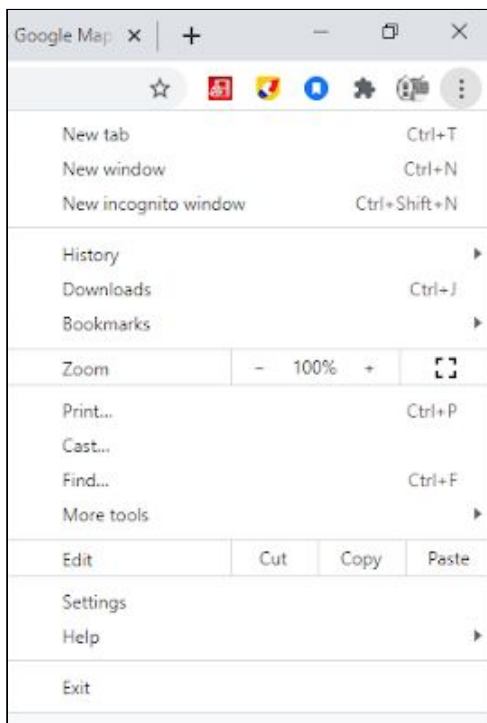 Google Map
New tab Ctrl+T
New window Ctrl+N
New incognito window Ctrl+Shift+N
History
Downloads Ctrl+J
Bookmarks
Zoom - 100% +
Print... Ctrl+P
Cast...
Find... Ctrl+F
More tools
Edit Cut Copy Paste
Settings
Help
Exit